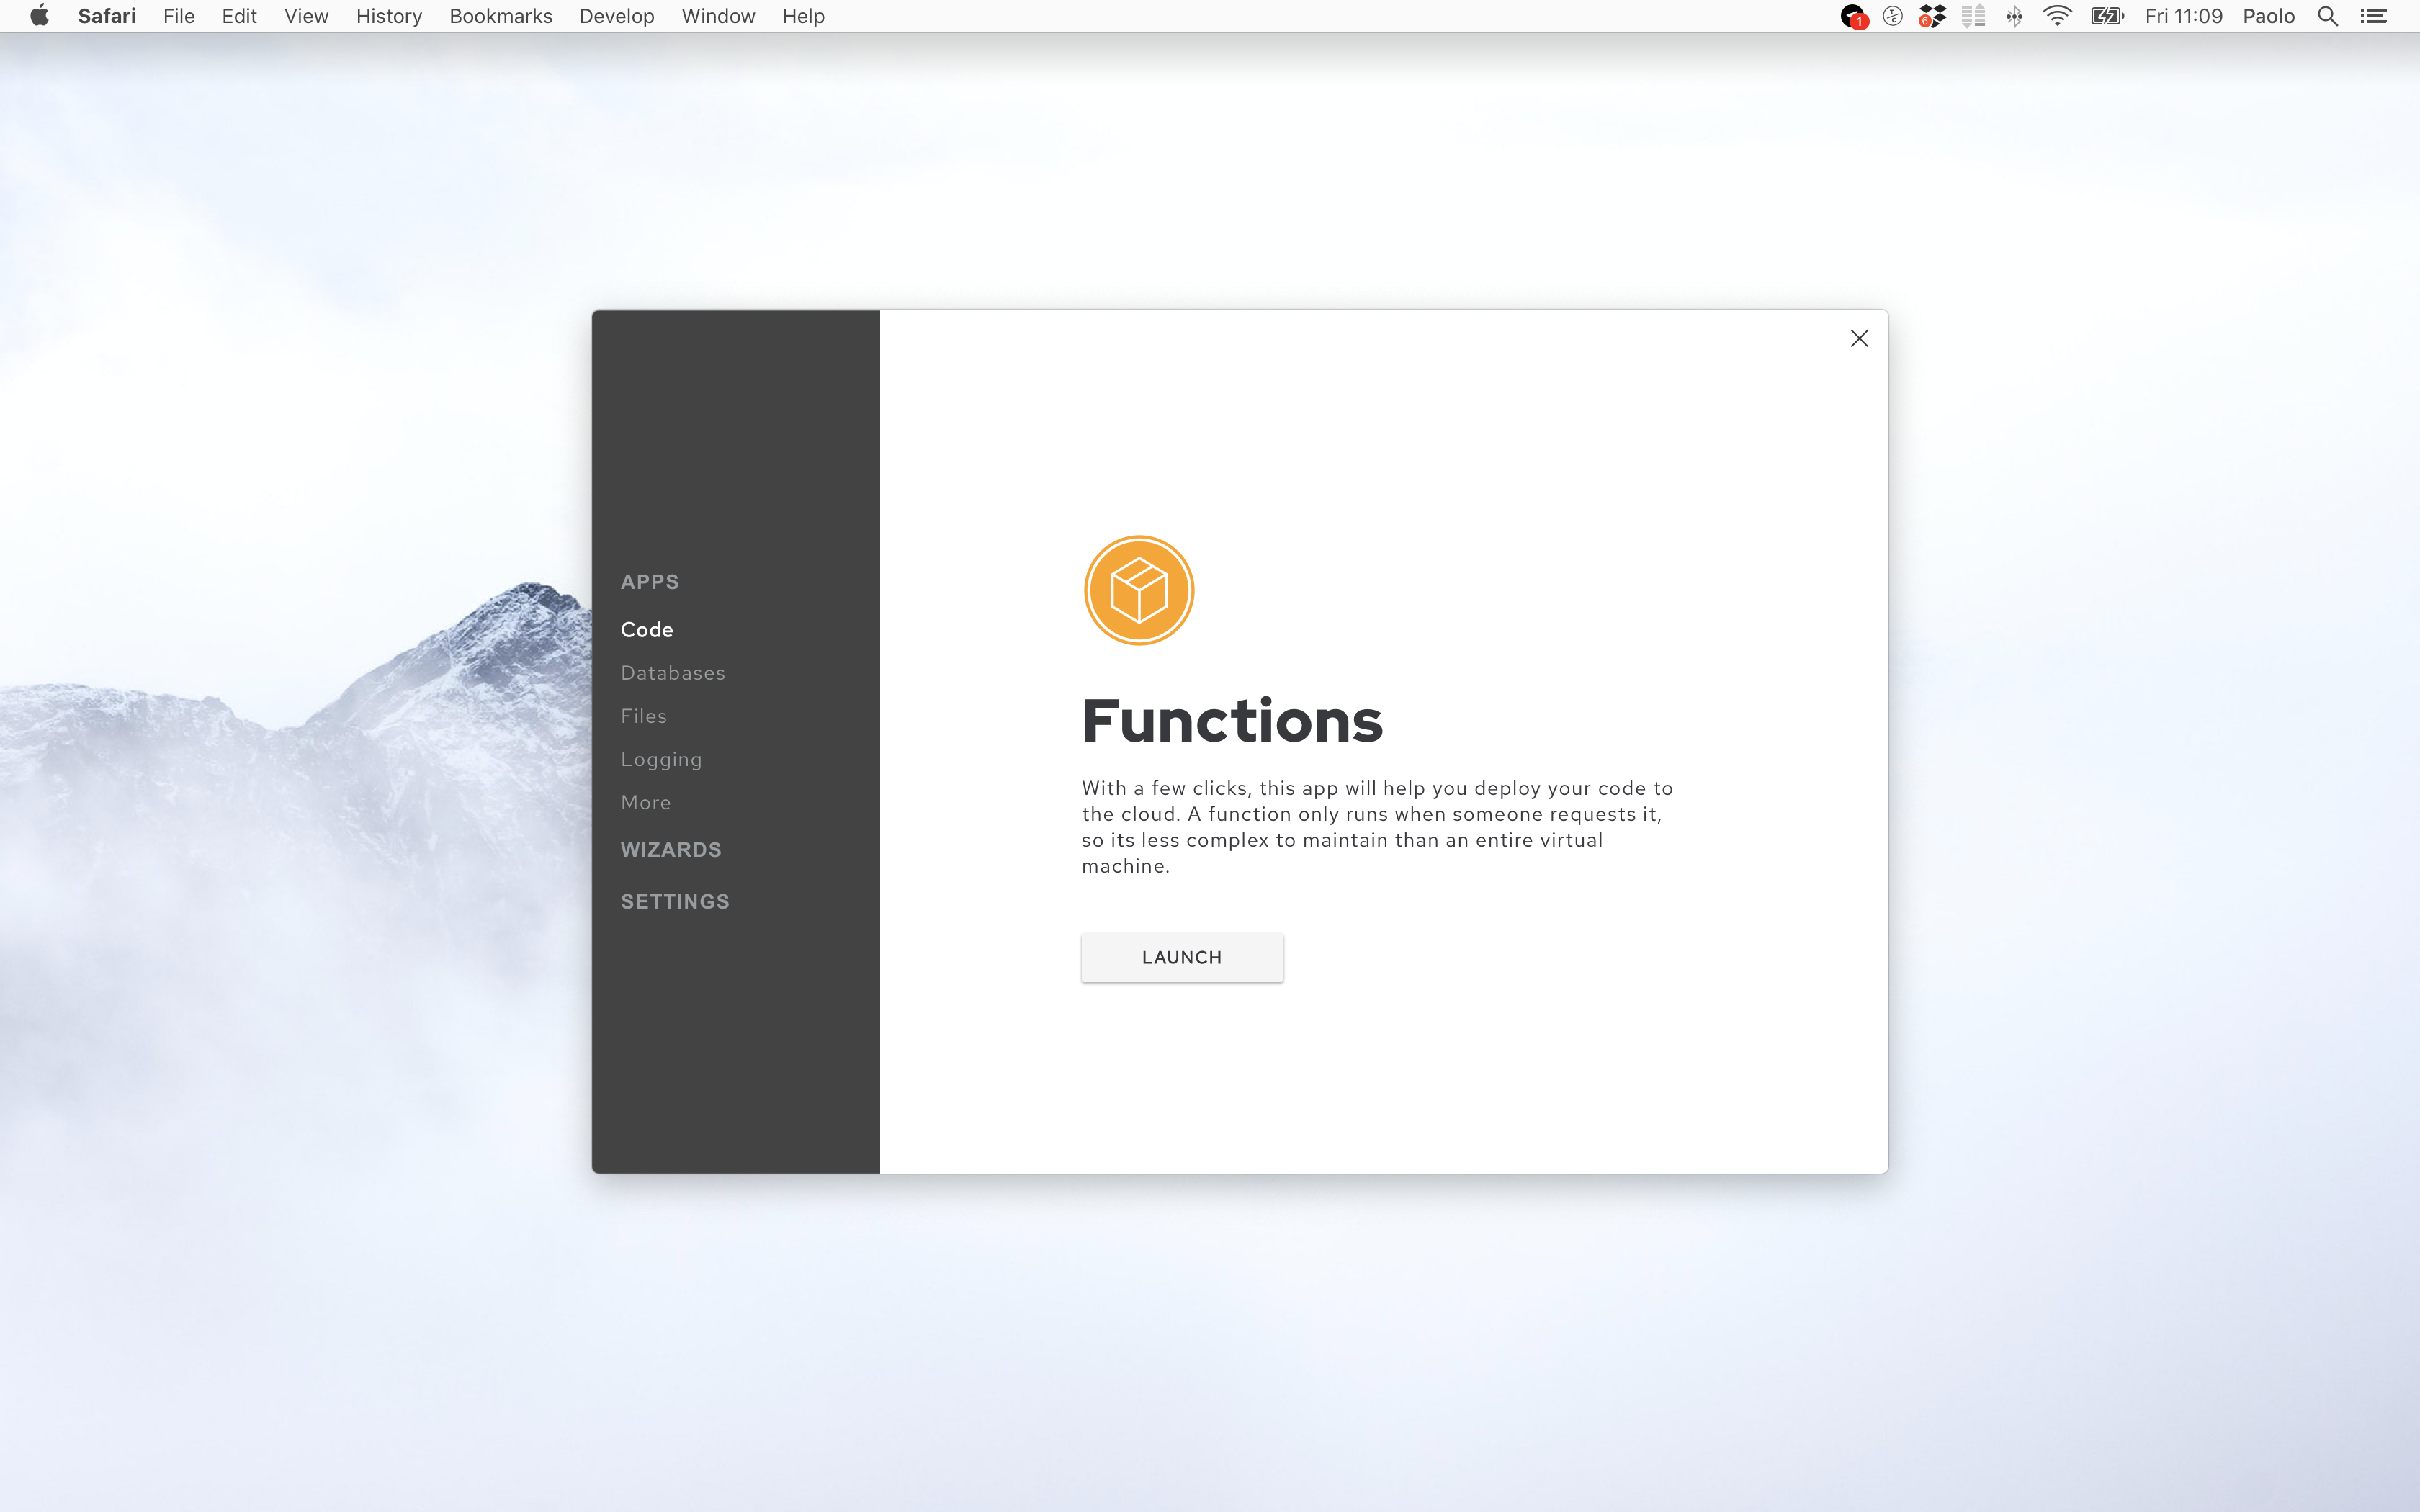 Safari File Edit View History Bookmarks Develop Window Help 1 6 Fri 11:09 Paolo
APPS
Code
Databases
Files
Logging
More
WIZARDS
SETTINGS
Functions
With a few clicks, this app will help you deploy your code to
the cloud. A function only runs when someone requests it,
so its less complex to maintain than an entire virtual
machine.
LAUNCH